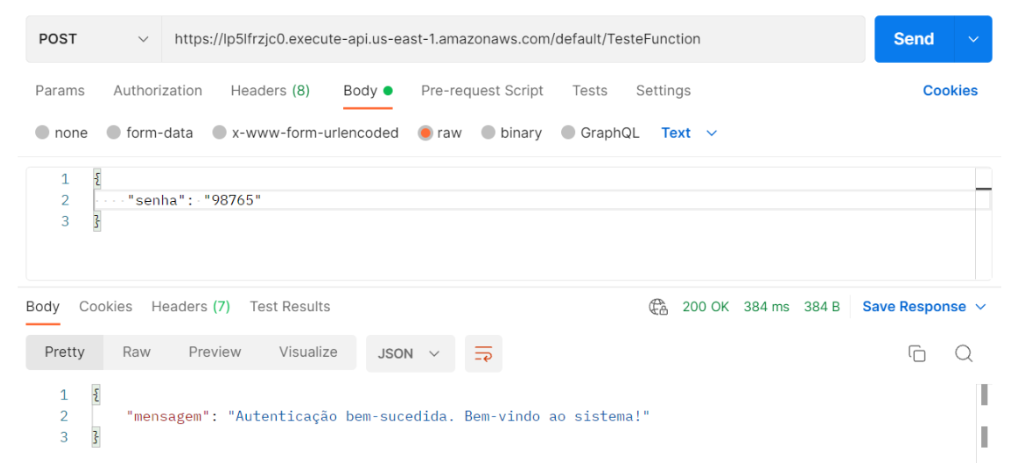 POST https://lp5lfrzjc0.execute-api.us-east-1.amazonaws.com/default/TesteFunction Send
Params Authorization Headers (8) Body Pre-request Script Tests Settings Cookies
none form-data x-www-form-urlencoded raw binary GraphQL Text
1 {
2 "senha": "98765"
3 }
Body Cookies Headers (7) Test Results 200 OK 384 ms 384 B Save Response
Pretty Raw Preview Visualize JSON
1 {
2 "mensagem": "Autenticação bem-sucedida. Bem-vindo ao sistema!"
3 }